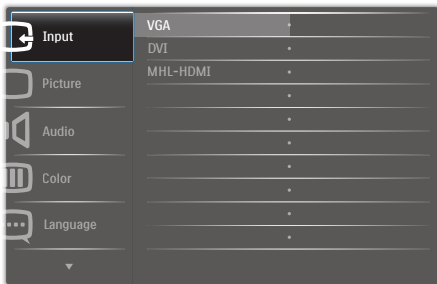 Input
Picture
Audio
Color
Language
VGA
DVI
MHL-HDMI